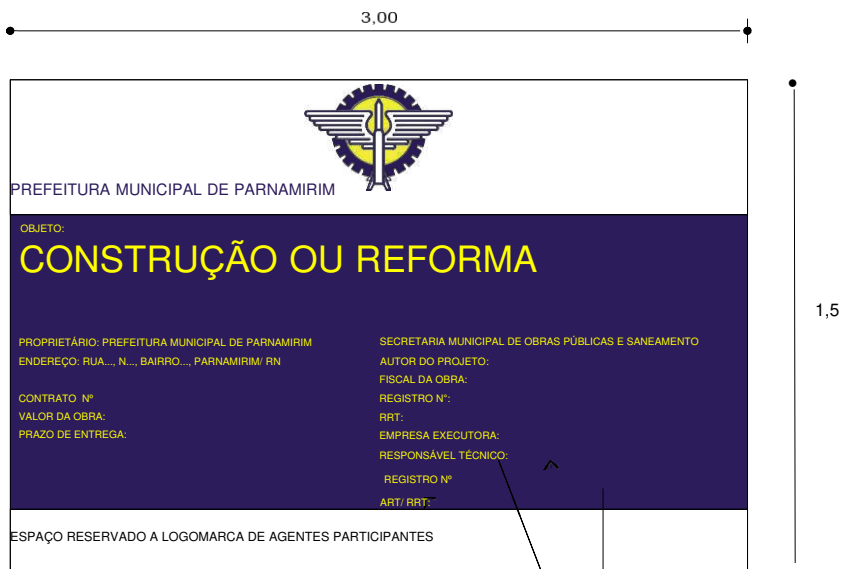 3,00
PREFEITURA MUNICIPAL DE PARNAMIRIM
OBJETO:
CONSTRUÇÃO OU REFORMA
1,5
PROPRIETÁRIO: PREFEITURA MUNICIPAL DE PARNAMIRIM
ENDEREÇO: RUA..., N..., BAIRRO..., PARNAMIRIM/ RN
CONTRATO Nº
VALOR DA OBRA:
PRAZO DE ENTREGA:
SECRETARIA MUNICIPAL DE OBRAS PÚBLICAS E SANEAMENTO
AUTOR DO PROJETO:
FISCAL DA OBRA:
REGISTRO N°:
RRT:
EMPRESA EXECUTORA:
RESPONSÁVEL TÉCNICO:
REGISTRO Nº
ART/ RRT:
ESPAÇO RESERVADO A LOGOMARCA DE AGENTES PARTICIPANTES